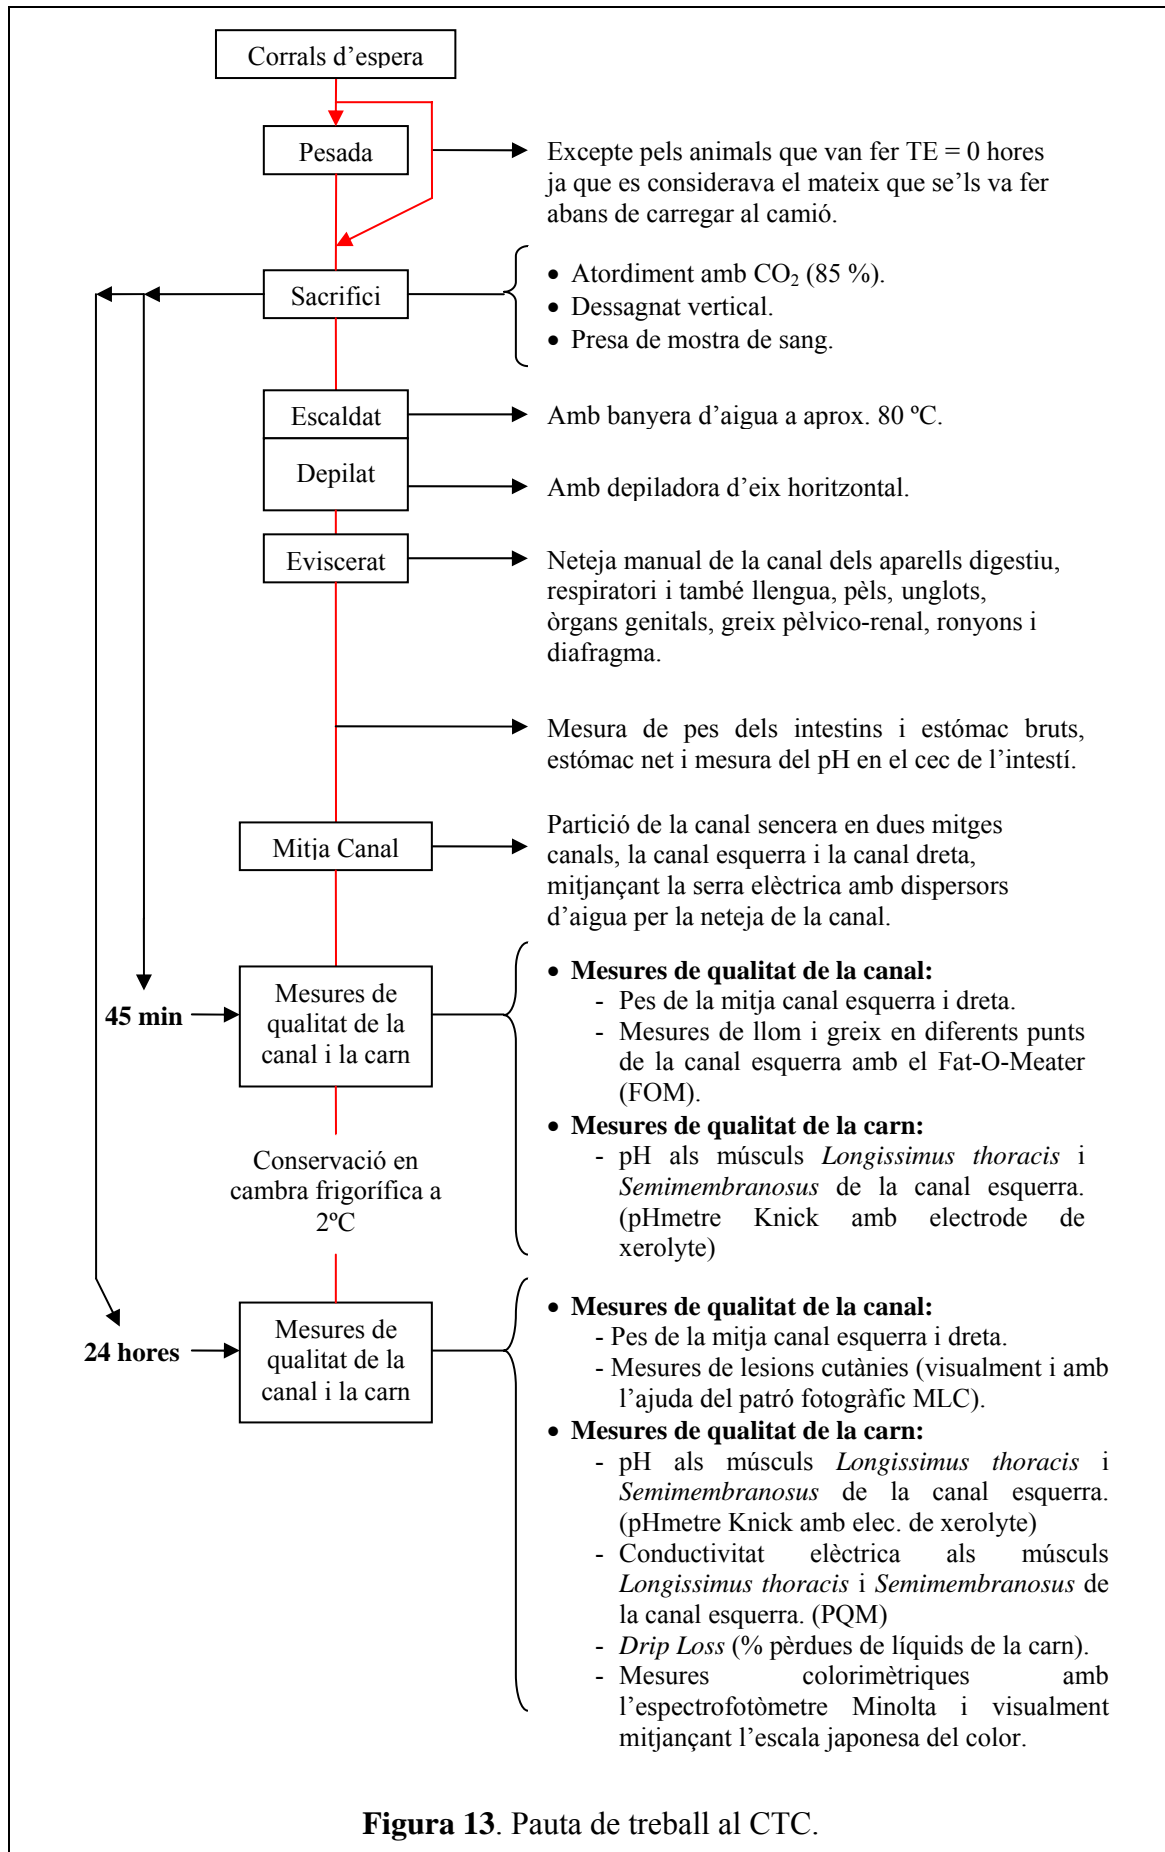 Corrals d’espera
Pesada
Excepte pels animals que van fer TE = 0 hores
ja que es considerava el mateix que se’ls va fer
abans de carregar al camió.
Sacrifici
• Atordiment amb CO₂ (85 %).
• Dessagnat vertical.
• Presa de mostra de sang.
Escaldat
Amb banyera d’aigua a aprox. 80 ºC.
Depilat
Amb depiladora d’eix horitzontal.
Eviscerat
Neteja manual de la canal dels aparells digestiu,
respiratori i també llengua, pèls, unglots,
òrgans genitals, greix pèlvico-renal, ronyons i
diafragma.
Mesura de pes dels intestins i estómac bruts,
estómac net i mesura del pH en el cec de l’intestí.
Mitja Canal
Partició de la canal sencera en dues mitges
canals, la canal esquerra i la canal dreta,
mitjançant la serra elèctrica amb dispersors
d’aigua per la neteja de la canal.
45 min
Mesures de
qualitat de la
canal i la carn
• Mesures de qualitat de la canal:
- Pes de la mitja canal esquerra i dreta.
- Mesures de llom i greix en diferents punts
de la canal esquerra amb el Fat-O-Meater
(FOM).
• Mesures de qualitat de la carn:
- pH als músculs Longissimus thoracis i
Semimembranosus de la canal esquerra.
(pHmetre Knick amb electrode de
xerolyte)
Conservació en
cambra frigorífica a
2ºC
24 hores
Mesures de
qualitat de la
canal i la carn
• Mesures de qualitat de la canal:
- Pes de la mitja canal esquerra i dreta.
- Mesures de lesions cutànies (visualment i amb
l’ajuda del patró fotogràfic MLC).
• Mesures de qualitat de la carn:
- pH als músculs Longissimus thoracis i
Semimembranosus de la canal esquerra.
(pHmetre Knick amb elec. de xerolyte)
- Conductivitat elèctrica als músculs
Longissimus thoracis i Semimembranosus de
la canal esquerra. (PQM)
- Drip Loss (% pèrdues de líquids de la carn).
- Mesures colorimètriques amb
l’espectrofotòmetre Minolta i visualment
mitjançant l’escala japonesa del color.
Figura 13. Pauta de treball al CTC.